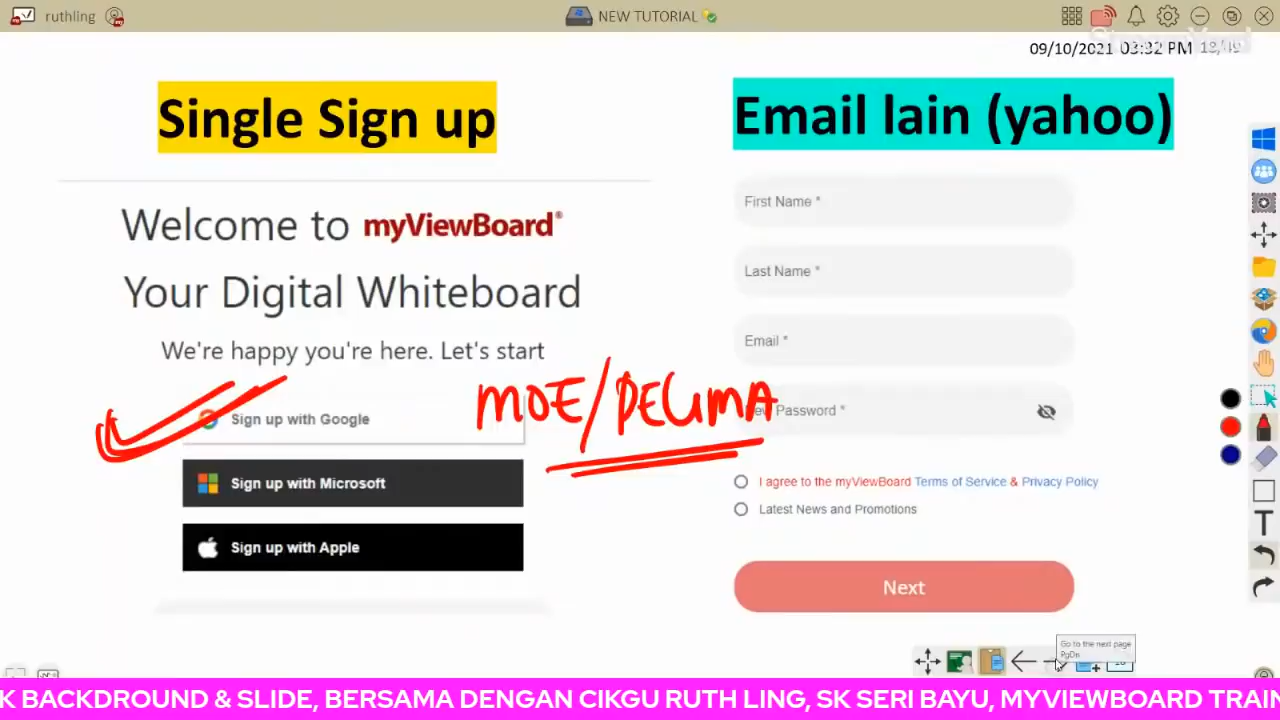 ruthling
NEW TUTORIAL
09/10/2021 03:32 PM
Single Sign up
Email lain (yahoo)
Welcome to myViewBoard®
Your Digital Whiteboard
We're happy you're here. Let's start
Sign up with Google
Sign up with Microsoft
Sign up with Apple
MOE/DELIMA
First Name *
Last Name *
Email *
Password *
I agree to the myViewBoard Terms of Service & Privacy Policy
Latest News and Promotions
Next
Go to the next page
PgDn
K BACKDROUND & SLIDE, BERSAMA DENGAN CIKGU RUTH LING, SK SERI BAYU, MYVIEWBOARD TRAIN